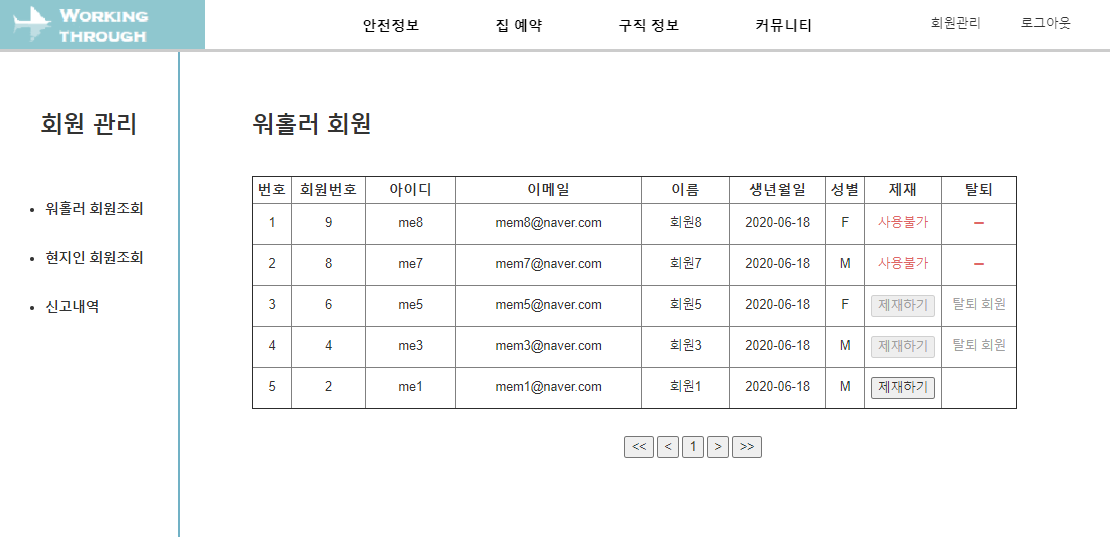 WORKING
THROUGH
안전정보 집 예약 구직 정보 커뮤니티 회원관리 로그아웃
회원 관리
워홀러 회원조회
현지인 회원조회
신고내역
워홀러 회원
번호 회원번호 아이디 이메일 이름 생년월일 성별 제재 탈퇴
1 9 me8 mem8@naver.com 회원8 2020-06-18 F 사용불가 ㅡ
2 8 me7 mem7@naver.com 회원7 2020-06-18 M 사용불가 ㅡ
3 6 me5 mem5@naver.com 회원5 2020-06-18 F 제재하기 탈퇴 회원
4 4 me3 mem3@naver.com 회원3 2020-06-18 M 제재하기 탈퇴 회원
5 2 me1 mem1@naver.com 회원1 2020-06-18 M 제재하기
<< < 1 > >>